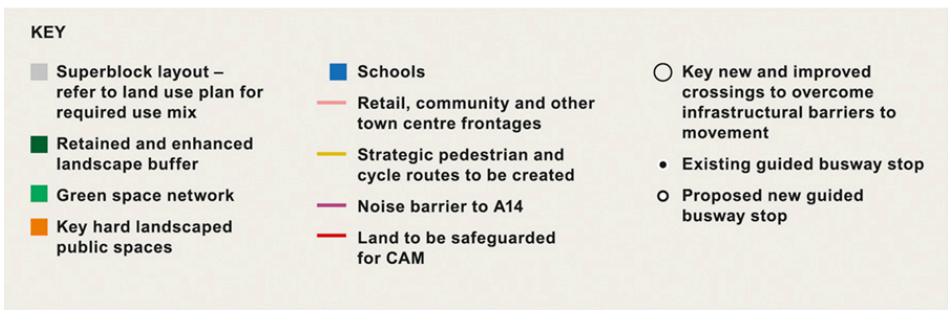 KEY
Superblock layout –
refer to land use plan for
required use mix
Retained and enhanced
landscape buffer
Green space network
Key hard landscaped
public spaces
Schools
Retail, community and other
town centre frontages
Strategic pedestrian and
cycle routes to be created
Noise barrier to A14
Land to be safeguarded
for CAM
Key new and improved
crossings to overcome
infrastructural barriers to
movement
Existing guided busway stop
Proposed new guided
busway stop